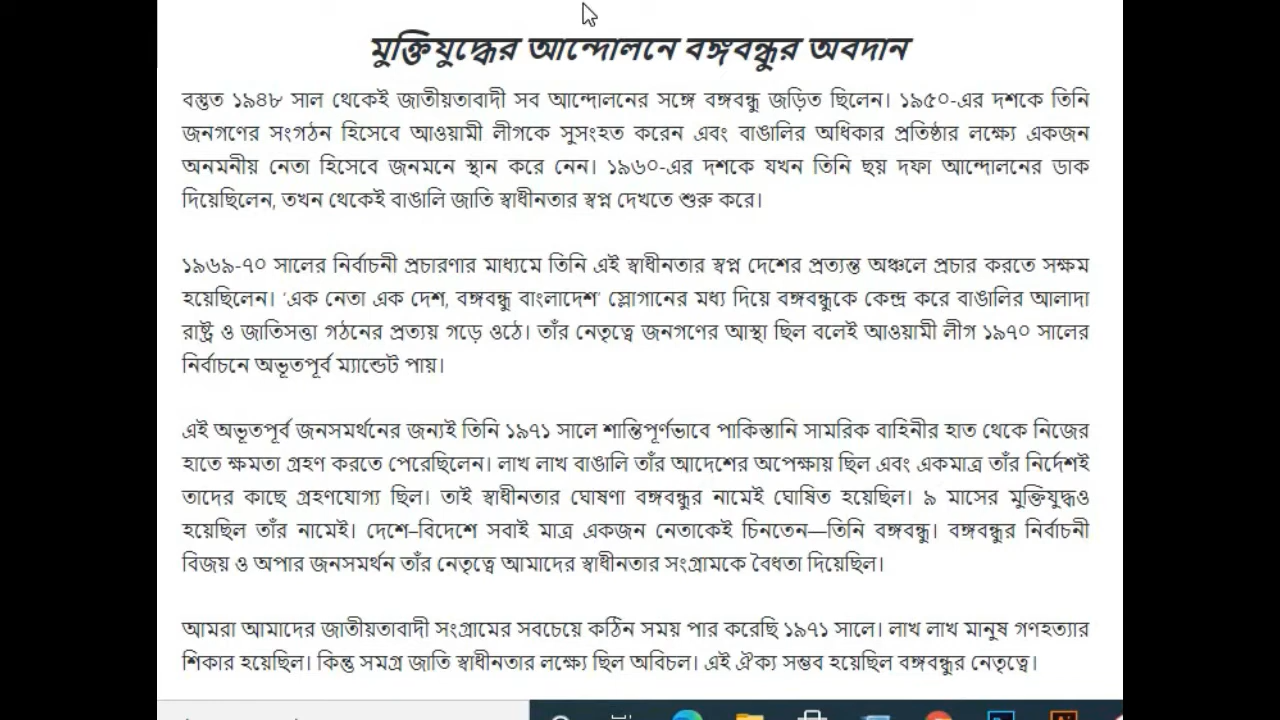 মুক্তিযুদ্ধের আন্দোলনে বঙ্গবন্ধুর অবদান
বস্তুত ১৯৪৮ সাল থেকেই জাতীয়তাবাদী সব আন্দোলনের সঙ্গে বঙ্গবন্ধু জড়িত ছিলেন। ১৯৫০-এর দশকে তিনি
জনগণের সংগঠন হিসেবে আওয়ামী লীগকে সুসংহত করেন এবং বাঙালির অধিকার প্রতিষ্ঠার লক্ষ্যে একজন
অনমনীয় নেতা হিসেবে জনমনে স্থান করে নেন। ১৯৬০-এর দশকে যখন তিনি ছয় দফা আন্দোলনের ডাক
দিয়েছিলেন, তখন থেকেই বাঙালি জাতি স্বাধীনতার স্বপ্ন দেখতে শুরু করে।
১৯৬৯-৭০ সালের নির্বাচনী প্রচারণার মাধ্যমে তিনি এই স্বাধীনতার স্বপ্ন দেশের প্রত্যন্ত অঞ্চলে প্রচার করতে সক্ষম
হয়েছিলেন। ‘এক নেতা এক দেশ, বঙ্গবন্ধু বাংলাদেশ’ স্লোগানের মধ্য দিয়ে বঙ্গবন্ধুকে কেন্দ্র করে বাঙালির আলাদা
রাষ্ট্র ও জাতিসত্তা গঠনের প্রত্যয় গড়ে ওঠে। তাঁর নেতৃত্বে জনগণের আস্থা ছিল বলেই আওয়ামী লীগ ১৯৭০ সালের
নির্বাচনে অভূতপূর্ব ম্যান্ডেট পায়।
এই অভূতপূর্ব জনসমর্থনের জন্যই তিনি ১৯৭১ সালে শান্তিপূর্ণভাবে পাকিস্তানি সামরিক বাহিনীর হাত থেকে নিজের
হাতে ক্ষমতা গ্রহণ করতে পেরেছিলেন। লাখ লাখ বাঙালি তাঁর আদেশের অপেক্ষায় ছিল এবং একমাত্র তাঁর নির্দেশই
তাদের কাছে গ্রহণযোগ্য ছিল। তাই স্বাধীনতার ঘোষণা বঙ্গবন্ধুর নামেই ঘোষিত হয়েছিল। ৯ মাসের মুক্তিযুদ্ধও
হয়েছিল তাঁর নামেই। দেশে–বিদেশে সবাই মাত্র একজন নেতাকেই চিনতেন—তিনি বঙ্গবন্ধু। বঙ্গবন্ধুর নির্বাচনী
বিজয় ও অপার জনসমর্থন তাঁর নেতৃত্বে আমাদের স্বাধীনতার সংগ্রামকে বৈধতা দিয়েছিল।
আমরা আমাদের জাতীয়তাবাদী সংগ্রামের সবচেয়ে কঠিন সময় পার করেছি ১৯৭১ সালে। লাখ লাখ মানুষ গণহত্যার
শিকার হয়েছিল। কিন্তু সমগ্র জাতি স্বাধীনতার লক্ষ্যে ছিল অবিচল। এই ঐক্য সম্ভব হয়েছিল বঙ্গবন্ধুর নেতৃত্বে।